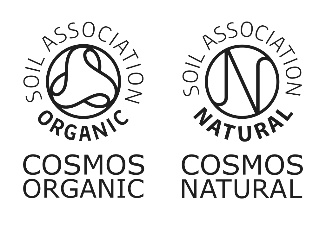 SOIL ASSOCIATION
ORGANIC
COSMOS
ORGANIC
SOIL ASSOCIATION
NATURAL
COSMOS
NATURAL